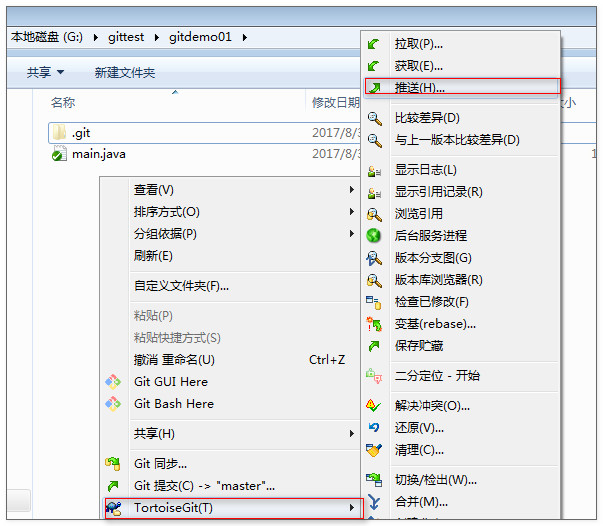 本地磁盘 (G:) gittest gitdemo01
共享 新建文件夹
名称 修改日期
.git 2017/8/3
main.java 2017/8/3
查看(V)
排序方式(O)
分组依据(P)
刷新(E)
自定义文件夹(F)...
粘贴(P)
粘贴快捷方式(S)
撤消 重命名(U) Ctrl+Z
Git GUI Here
Git Bash Here
共享(H)
Git 同步...
Git 提交(C) -> "master"...
TortoiseGit(T)
拉取(P)...
获取(E)...
推送(H)...
比较差异(D)
与上一版本比较差异(D)
显示日志(L)
显示引用记录(R)
浏览引用
后台服务进程
版本分支图(G)
版本库浏览器(R)
检查已修改(F)
变基(rebase)...
保存贮藏
二分定位 - 开始
解决冲突(O)...
还原(V)...
清理(C)...
切换/检出(W)...
合并(M)...